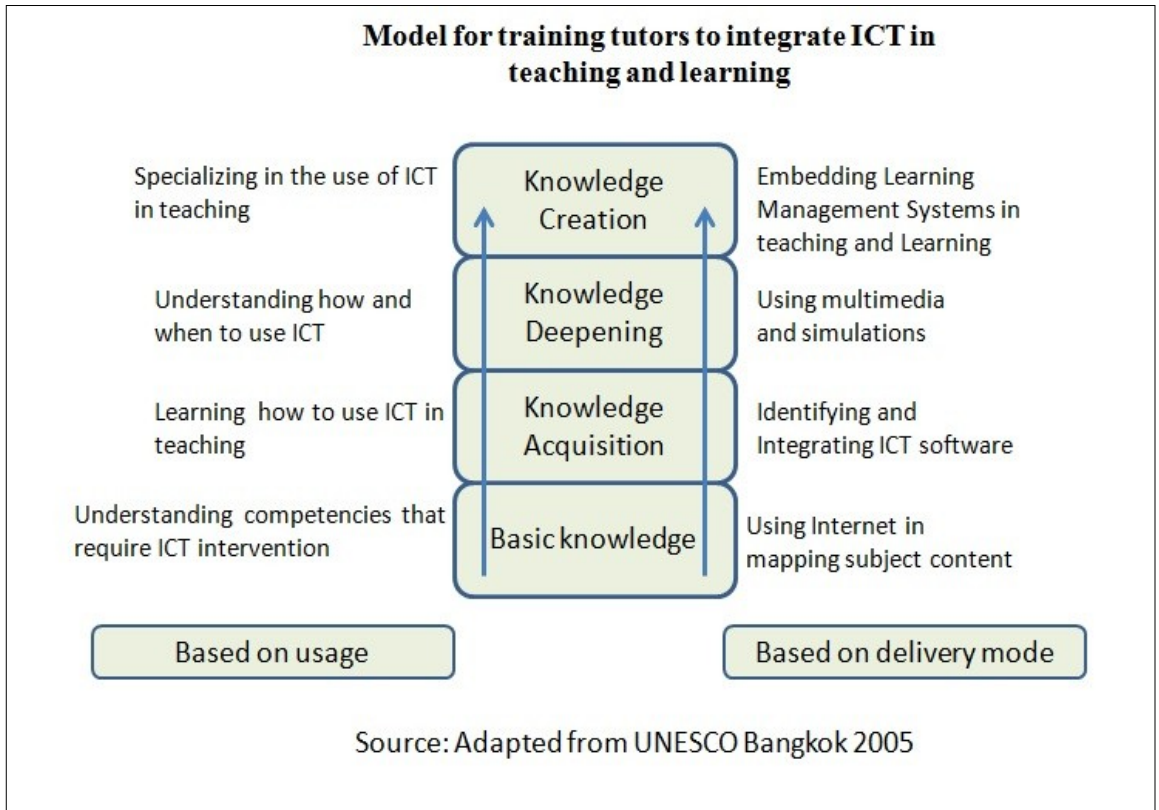 Model for training tutors to integrate ICT in
teaching and learning
Specializing in the use of ICT
in teaching
Knowledge
Creation
Embedding Learning
Management Systems in
teaching and Learning
Understanding how and
when to use ICT
Knowledge
Deepening
Using multimedia
and simulations
Learning how to use ICT in
teaching
Knowledge
Acquisition
Identifying and
Integrating ICT software
Understanding competencies that
require ICT intervention
Basic knowledge
Using Internet in
mapping subject content
Based on usage
Based on delivery mode
Source: Adapted from UNESCO Bangkok 2005